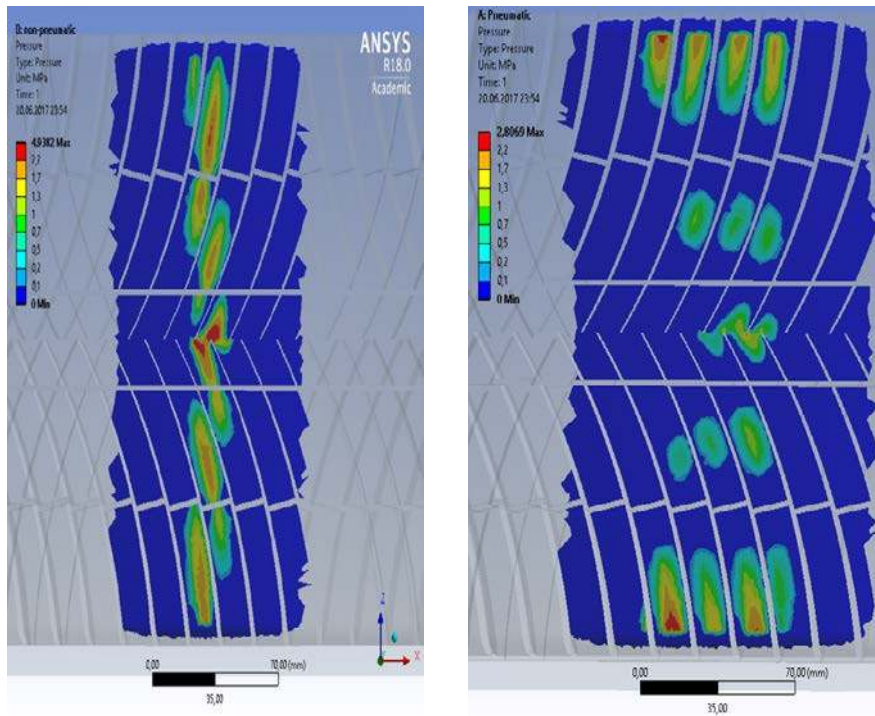 B: non-pneumatic
Pressure
Type: Pressure
Unit: MPa
Time: 1
20.06.2017 23:54
4,9382 Max
2,2
1,7
1,3
1
0,7
0,5
0,2
0,1
0 Min
ANSYS
R18.0
Academic
Z
X
0,00
70,00 (mm)
35,00
A: Pneumatic
Pressure
Type: Pressure
Unit: MPa
Time: 1
20.06.2017 23:54
2,8069 Max
2,2
1,7
1,3
1
0,7
0,5
0,2
0,1
0 Min
0,00
70,00 (mm)
35,00